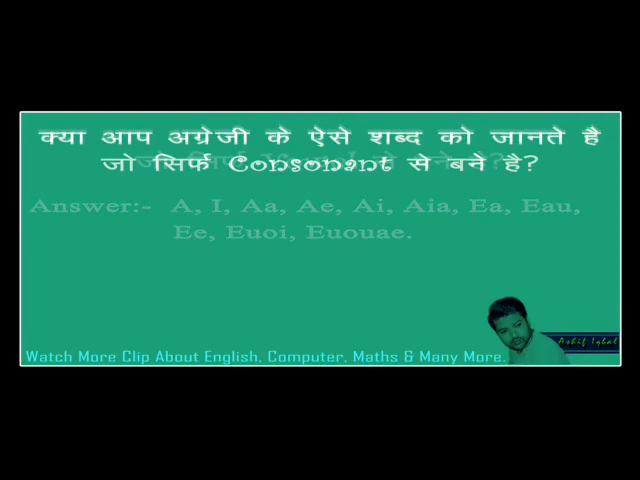 क्या आप अग्रेजी के ऐसे शब्द को जानते है
जो सिर्फ Consonant से बने है?
Answer:- A, I, Aa, Ae, Ai, Aia, Ea, Eau,
Ee, Euoi, Euouae.
Ashif Iqbal
Watch More Clip About English, Computer, Maths & Many More.